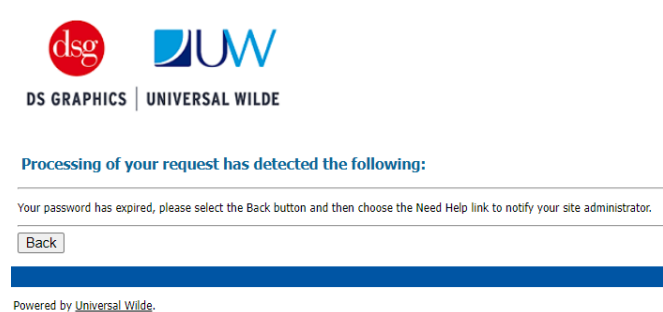 dsg UW
DS GRAPHICS | UNIVERSAL WILDE
Processing of your request has detected the following:
Your password has expired, please select the Back button and then choose the Need Help link to notify your site administrator.
Back
Powered by Universal Wilde.